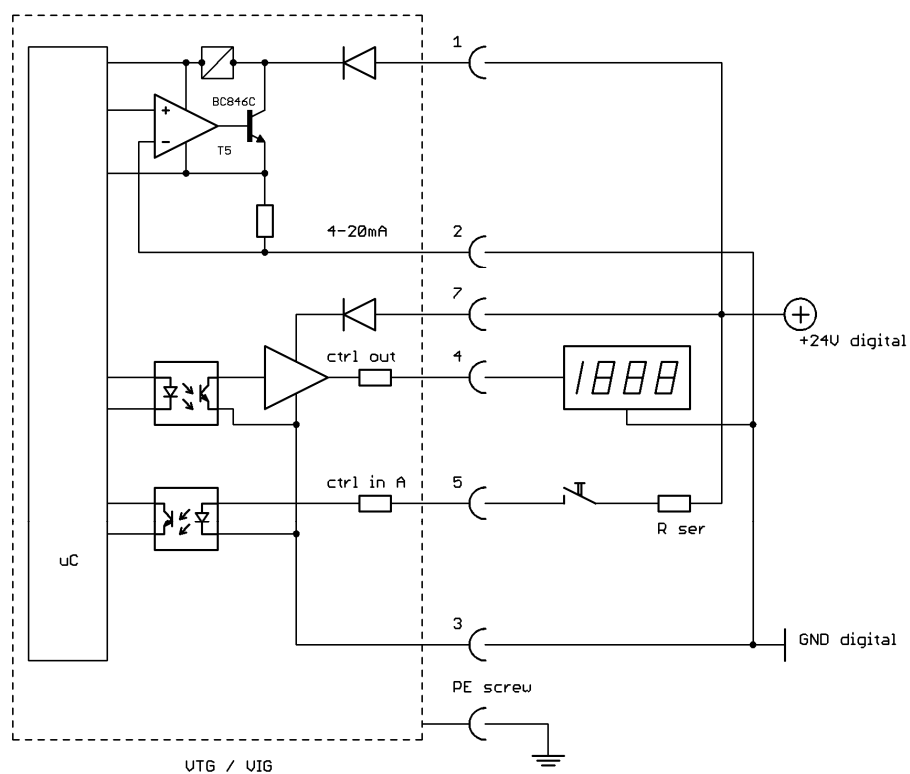 1
BC846C
+
-
T5
4-20mA
2
7
+
+24V digital
ctrl out
4
1888
ctrl in A
5
R ser
uC
3
GND digital
PE screw
VTG / VIG